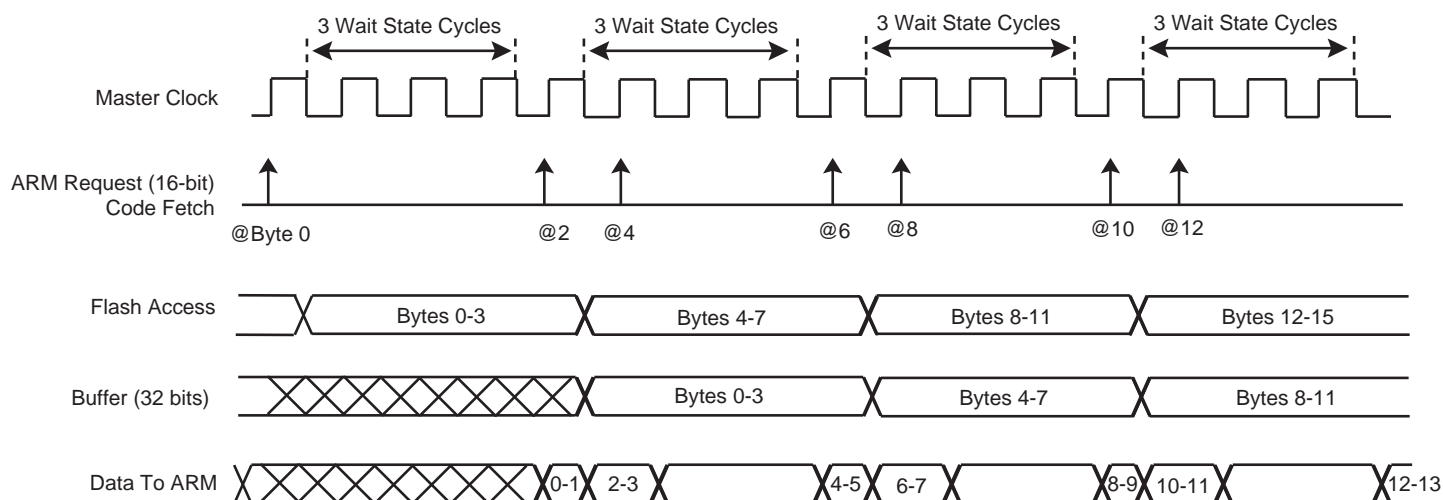 3 Wait State Cycles 3 Wait State Cycles 3 Wait State Cycles 3 Wait State Cycles
Master Clock
ARM Request (16-bit)
Code Fetch
@Byte 0 @2 @4 @6 @8 @10 @12
Flash Access Bytes 0-3 Bytes 4-7 Bytes 8-11 Bytes 12-15
Buffer (32 bits) Bytes 0-3 Bytes 4-7 Bytes 8-11
Data To ARM 0-1 2-3 4-5 6-7 8-9 10-11 12-13